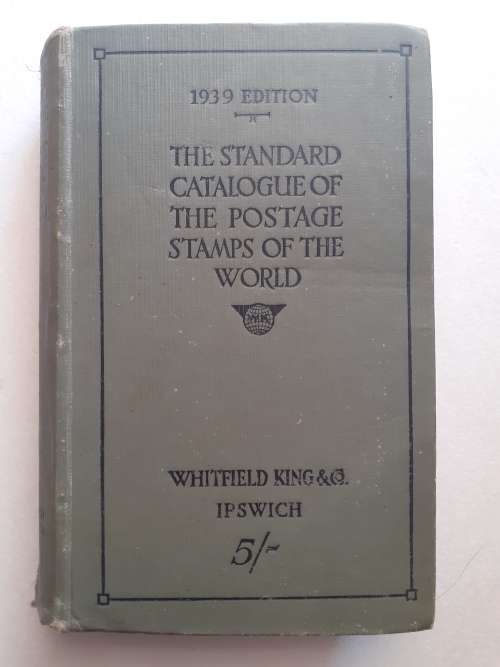 1939 EDITION
THE STANDARD
CATALOGUE OF
THE POSTAGE
STAMPS OF THE
WORLD
WHITFIELD KING & CO.
IPSWICH
5/-